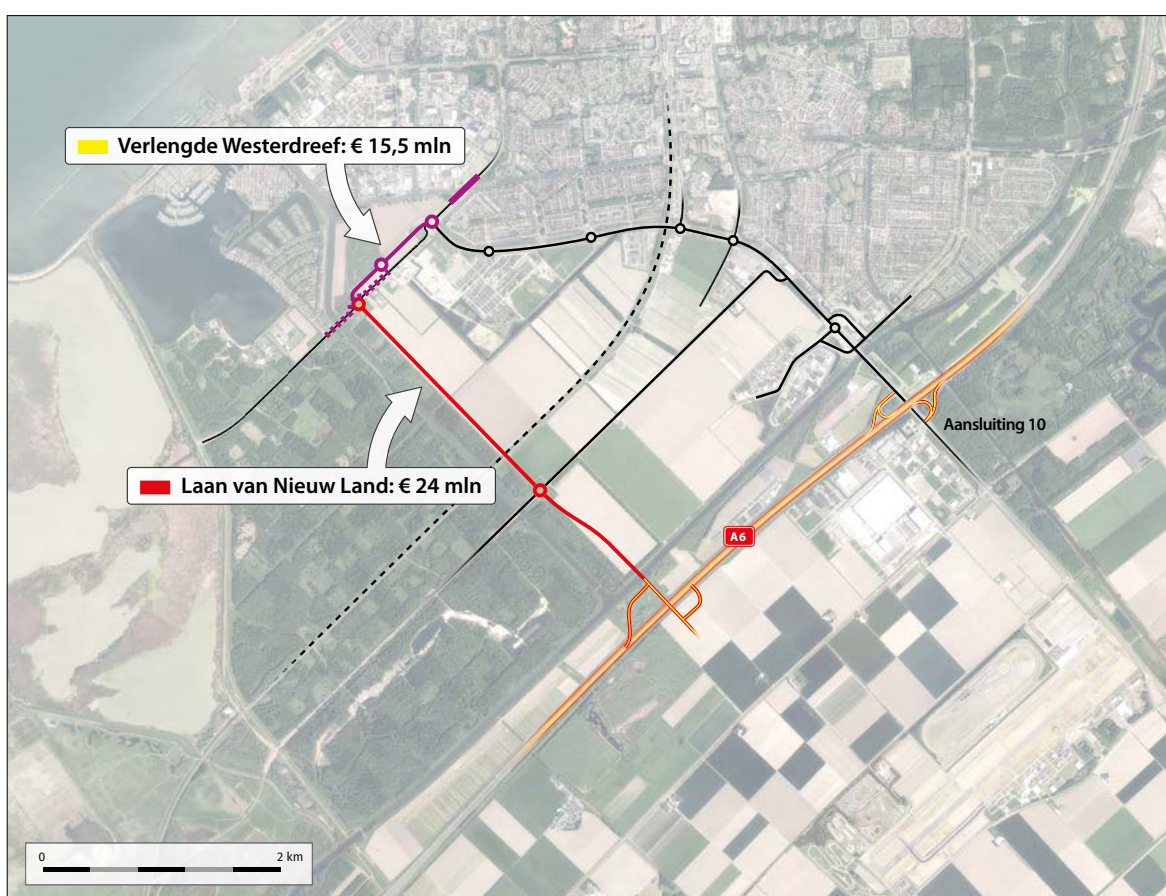 Verlengde Westerdreef: € 15,5 mln
Aansluiting 10
Laan van Nieuw Land: € 24 mln
A6
0 2 km